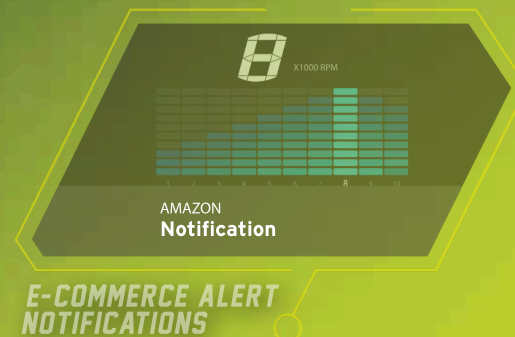 8
X1000 RPM
1 2 3 4 5 6 7 8 9 10
AMAZON
Notification
E-COMMERCE ALERT
NOTIFICATIONS